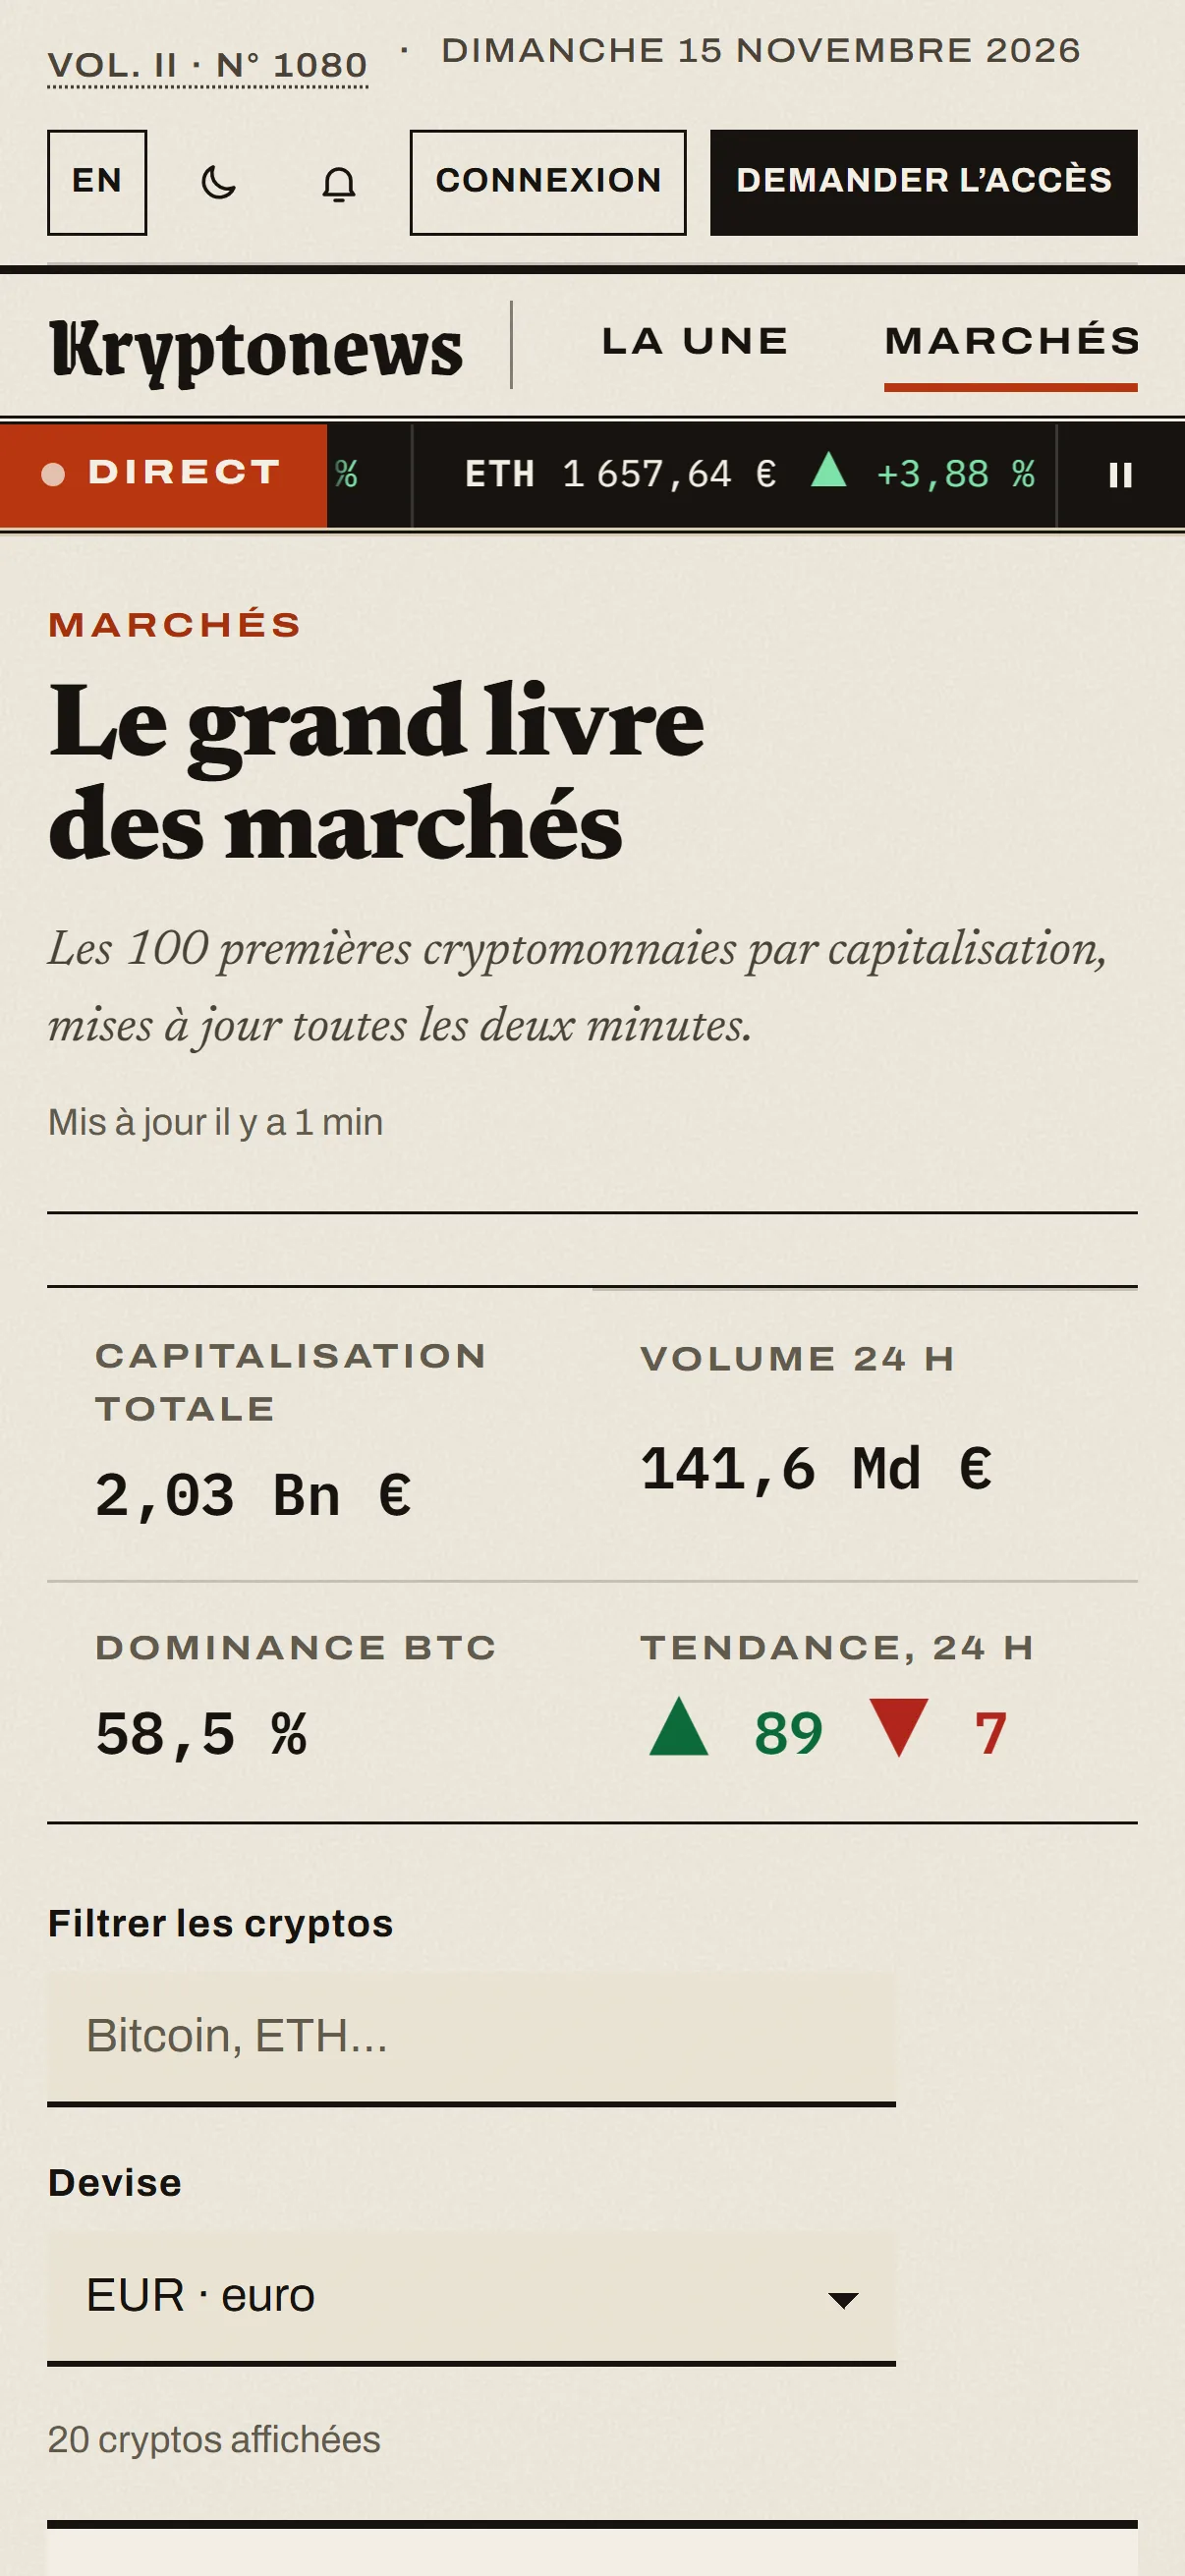 VOL. II · N° 1080 · DIMANCHE 15 NOVEMBRE 2026
EN CONNEXION DEMANDER L’ACCÈS
Kryptonews LA UNE MARCHÉS
DIRECT % ETH 1 657,64 € ▲ +3,88 %
MARCHÉS
Le grand livre
des marchés
Les 100 premières cryptomonnaies par capitalisation,
mises à jour toutes les deux minutes.
Mis à jour il y a 1 min
CAPITALISATION
TOTALE
2,03 Bn €
VOLUME 24 H
141,6 Md €
DOMINANCE BTC
58,5 %
TENDANCE, 24 H
▲ 89 ▼ 7
Filtrer les cryptos
Bitcoin, ETH...
Devise
EUR · euro
20 cryptos affichées